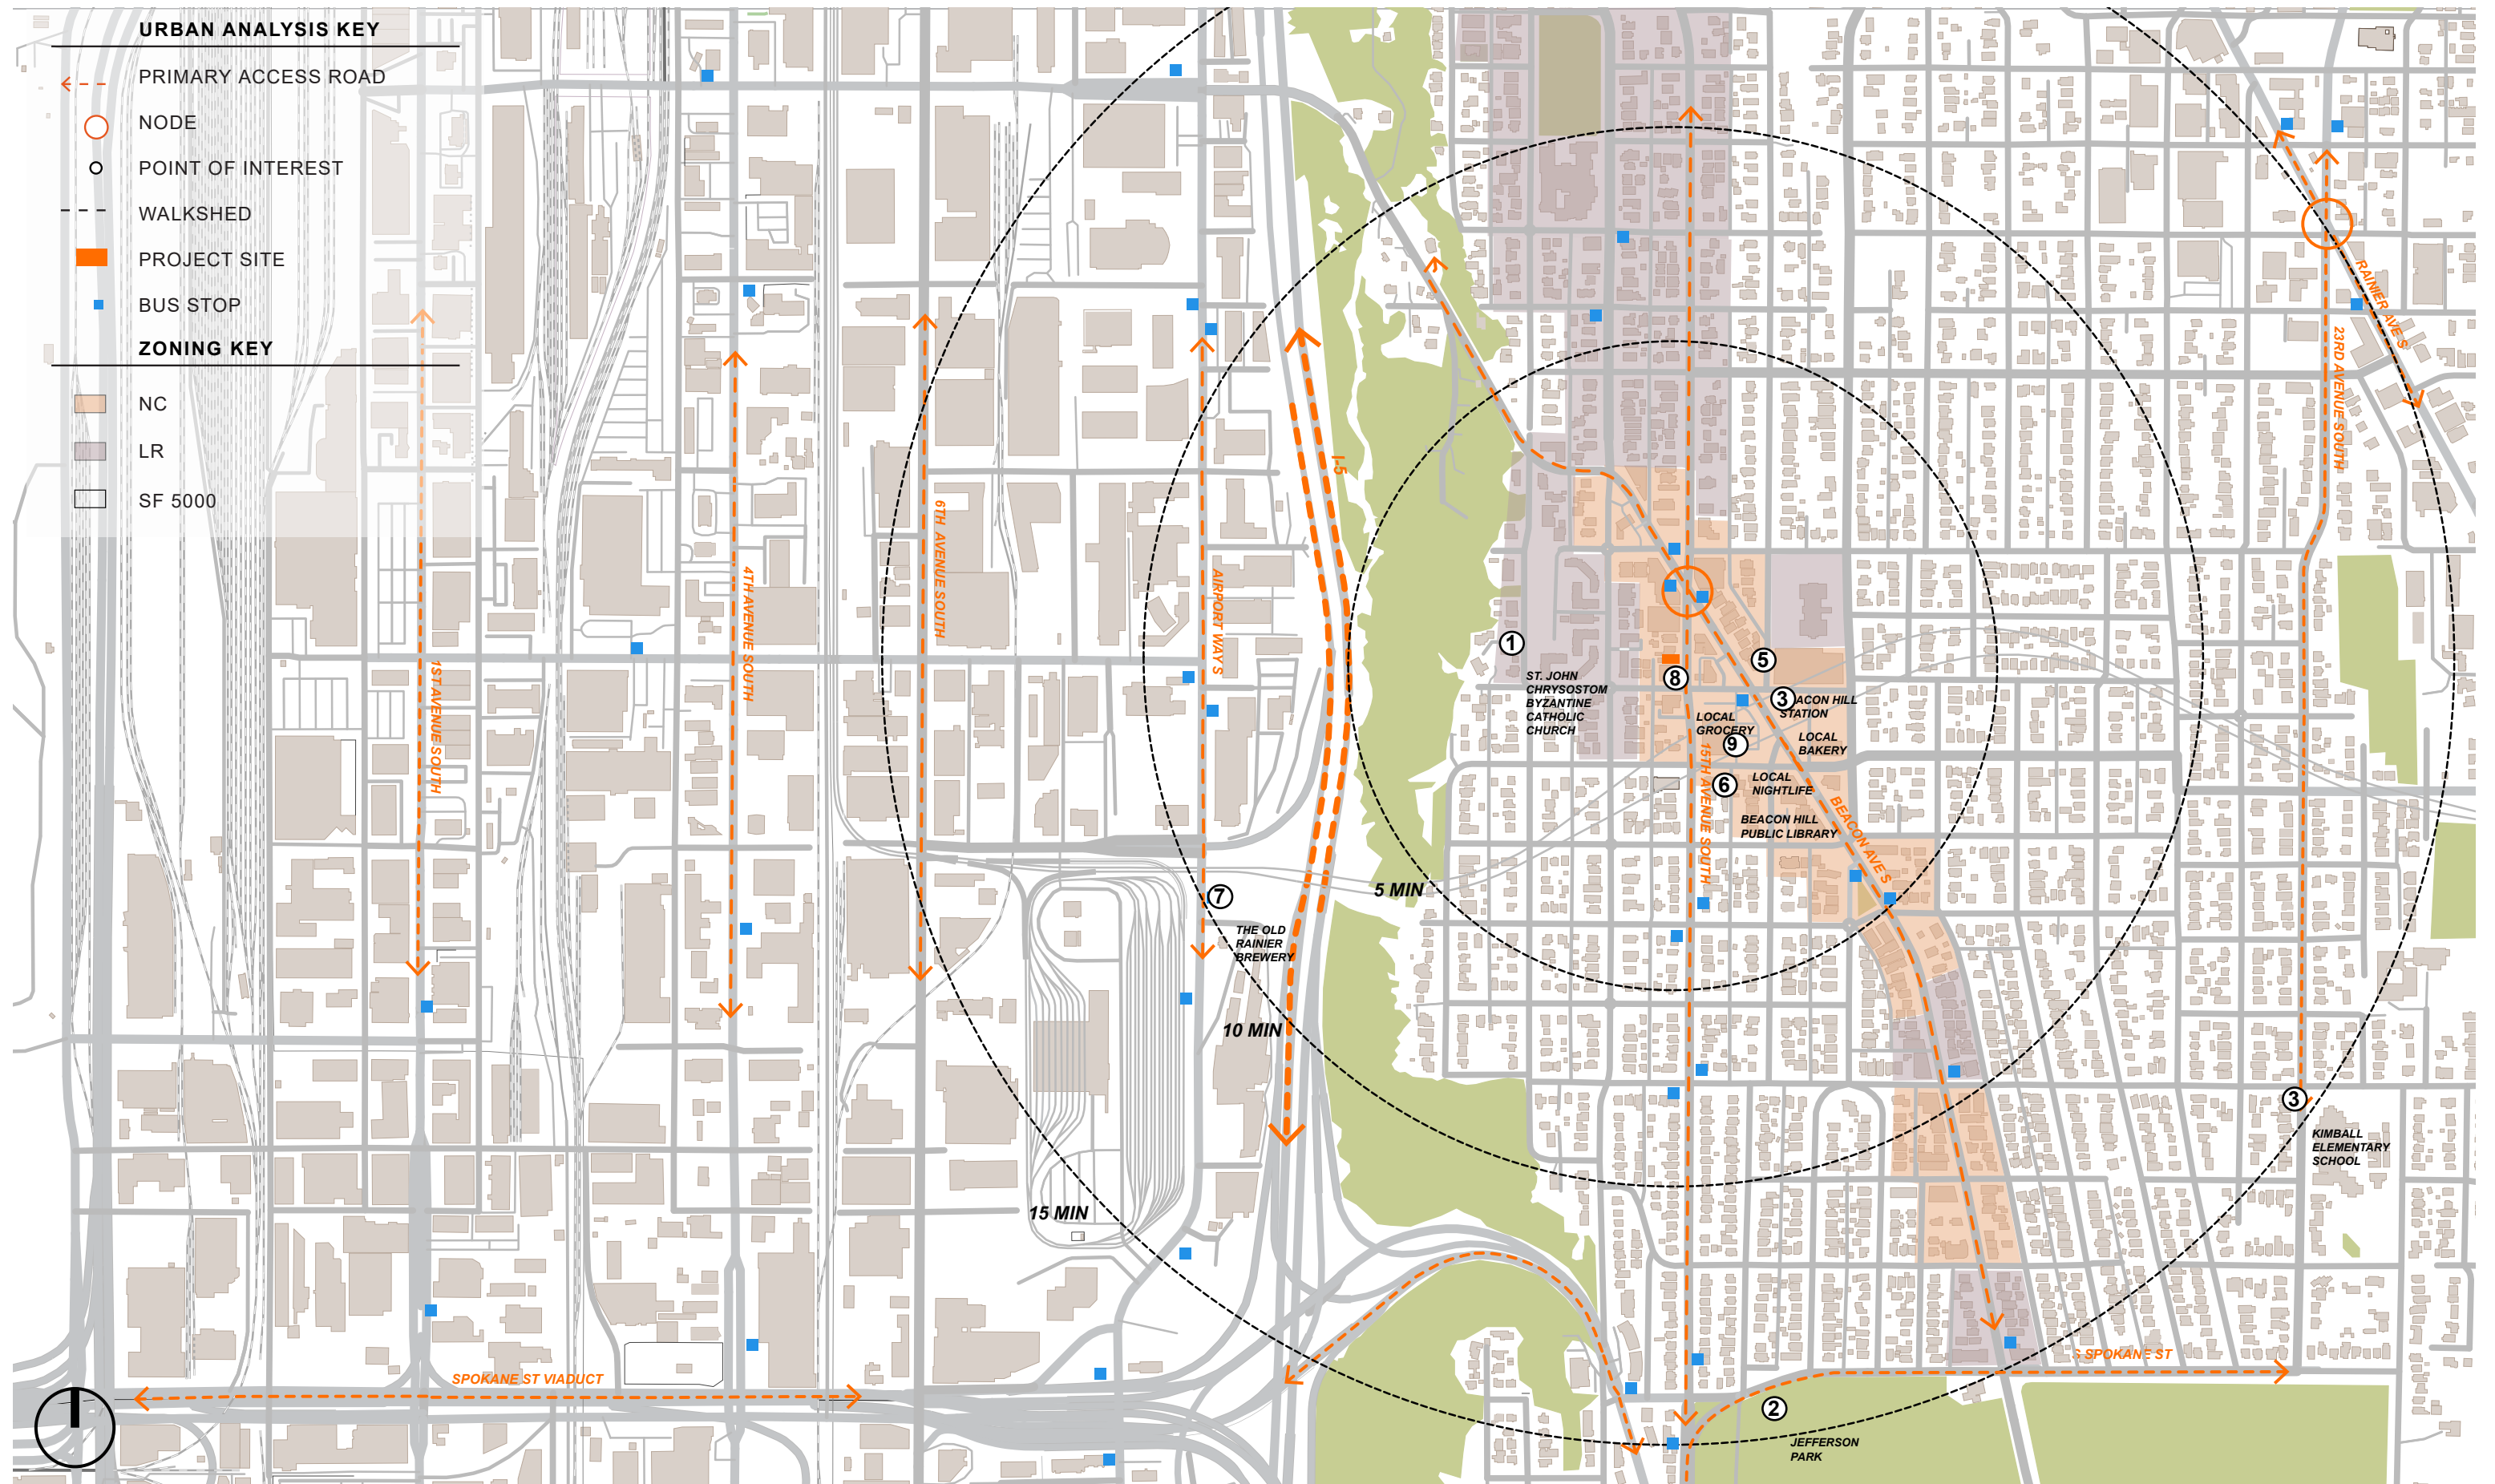 URBAN ANALYSIS KEY
PRIMARY ACCESS ROAD
NODE
POINT OF INTEREST
WALKSHED
PROJECT SITE
BUS STOP
ZONING KEY
NC
LR
SF 5000
1ST AVENUE SOUTH
4TH AVENUE SOUTH
6TH AVENUE SOUTH
AIRPORT WAY S
I-5
RAINIER AVE S
23RD AVENUE SOUTH
1
ST. JOHN
CHRYSOSTOM
BYZANTINE
CATHOLIC
CHURCH
8
5
3
ACON HILL
STATION
LOCAL
GROCERY
9
LOCAL
BAKERY
6
LOCAL
NIGHTLIFE
BEACON HILL
PUBLIC LIBRARY
15TH AVENUE SOUTH
BEACON AVE S
5 MIN
7
THE OLD
RAINIER
BREWERY
10 MIN
15 MIN
3
KIMBALL
ELEMENTARY
SCHOOL
SPOKANE ST VIADUCT
S SPOKANE ST
2
JEFFERSON
PARK